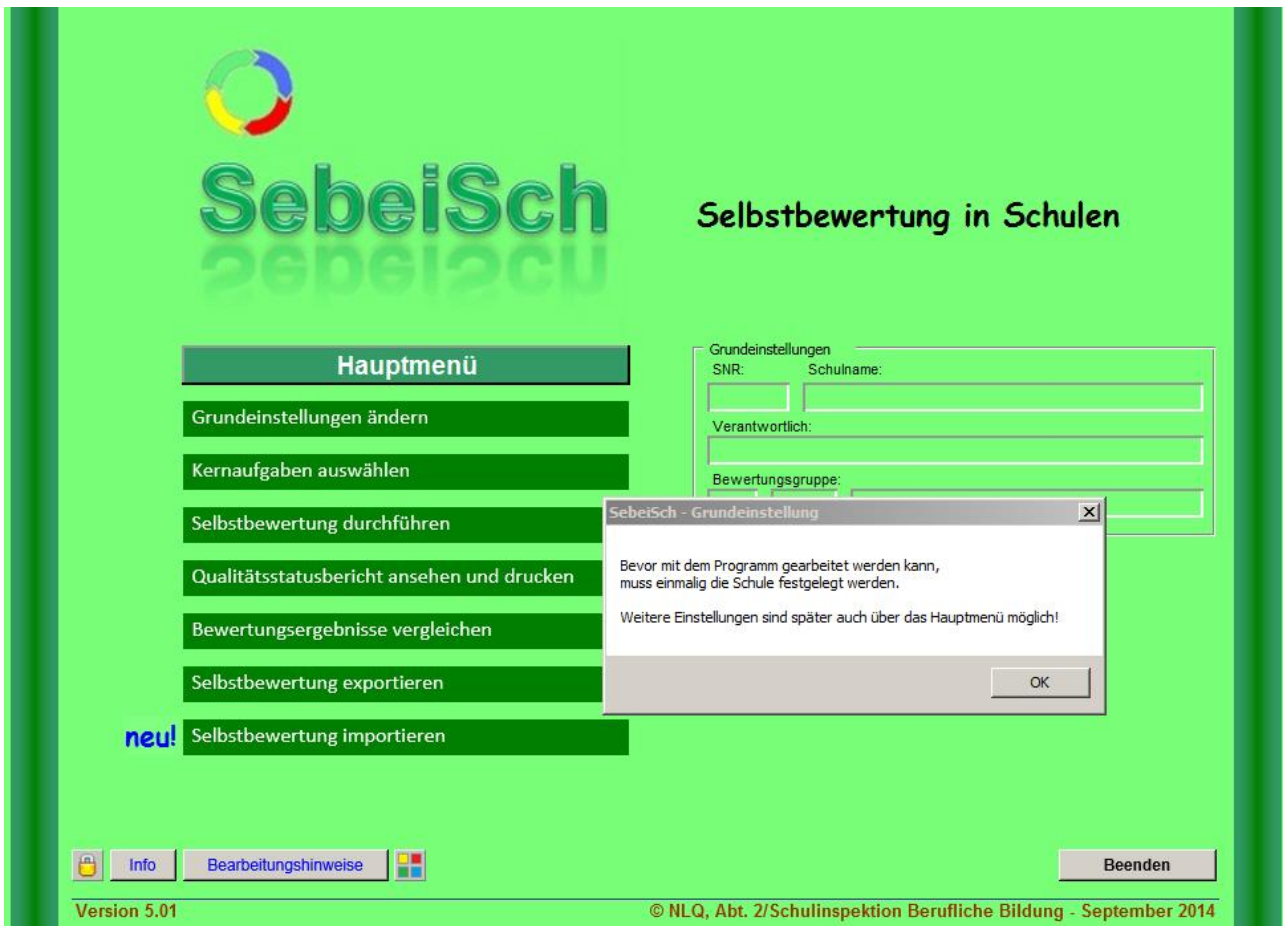 SebeiSch
Selbstbewertung in Schulen
Hauptmenü
Grundeinstellungen ändern
Kernaufgaben auswählen
Selbstbewertung durchführen
Qualitätsstatusbericht ansehen und drucken
Bewertungsergebnisse vergleichen
Selbstbewertung exportieren
neu! Selbstbewertung importieren
Grundeinstellungen
SNR: Schulname:
Verantwortlich:
Bewertungsgruppe:
SebeiSch - Grundeinstellung
Bevor mit dem Programm gearbeitet werden kann,
muss einmalig die Schule festgelegt werden.
Weitere Einstellungen sind später auch über das Hauptmenü möglich!
OK
Info Bearbeitungshinweise Beenden
Version 5.01 © NLQ, Abt. 2/Schulinspektion Berufliche Bildung - September 2014